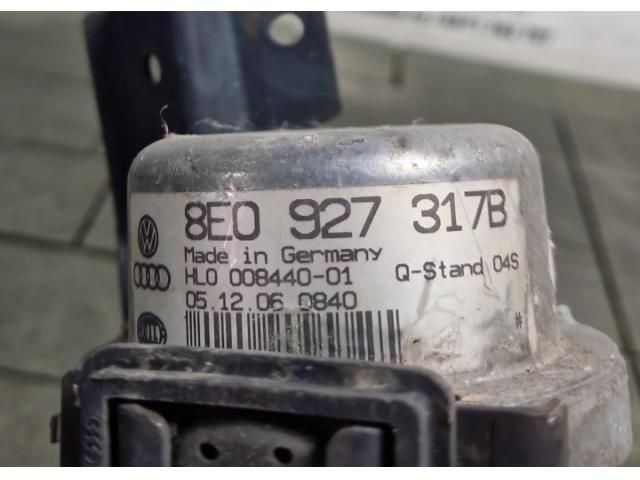 8E0 927 317B
Made in Germany
HL0 008440-01 Q-Stand 04S
05.12.06 0840
#